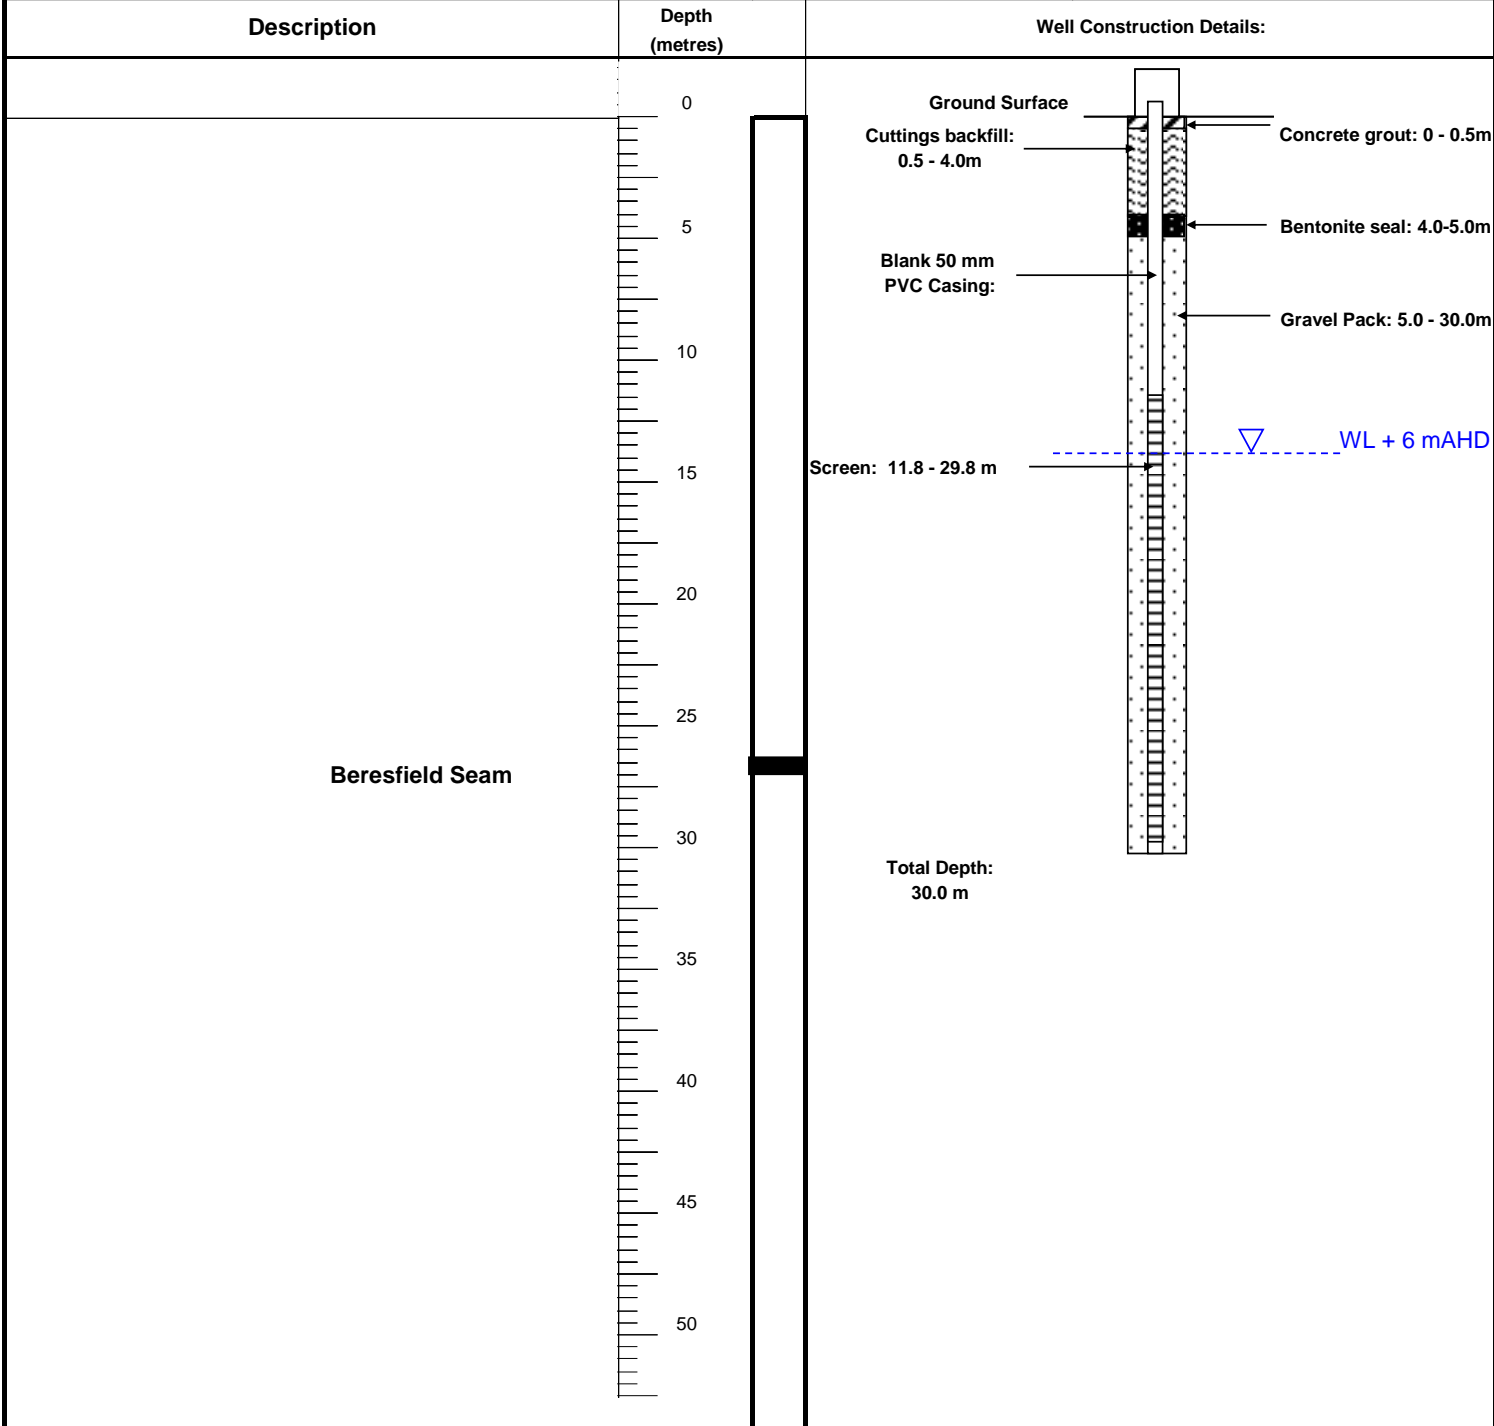 Description
Depth
(metres)
Well Construction Details:
0
Ground Surface
Cuttings backfill:
0.5 - 4.0m
Concrete grout: 0 - 0.5m
5
Bentonite seal: 4.0-5.0m
Blank 50 mm
PVC Casing:
Gravel Pack: 5.0 - 30.0m
10
WL + 6 mAHD
15
Screen: 11.8 - 29.8 m
20
25
Beresfield Seam
30
Total Depth:
30.0 m
35
40
45
50